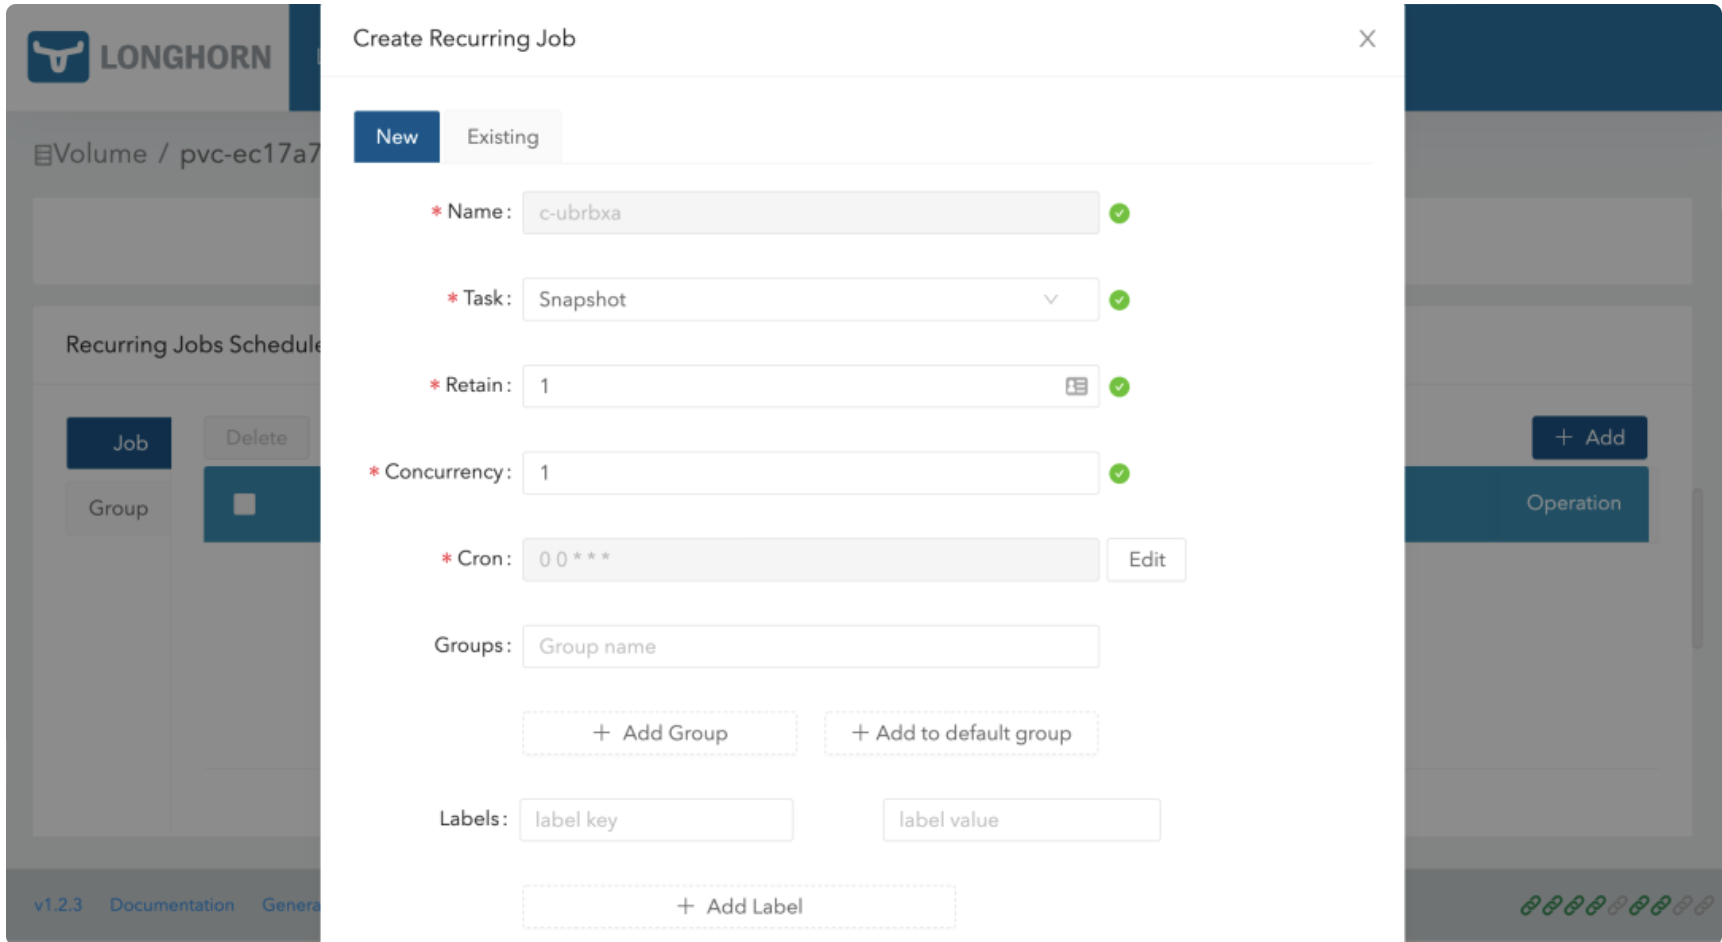 LONGHORN
Create Recurring Job
Volume / pvc-ec17a7
New
Existing
* Name :
c-ubrbxa
* Task :
Snapshot
Recurring Jobs Schedule
* Retain :
1
Job
Delete
+ Add
* Concurrency :
1
Group
Operation
* Cron :
0 0 * * *
Edit
Groups :
Group name
+ Add Group
+ Add to default group
Labels :
label key
label value
v1.2.3
Documentation
Genera
+ Add Label